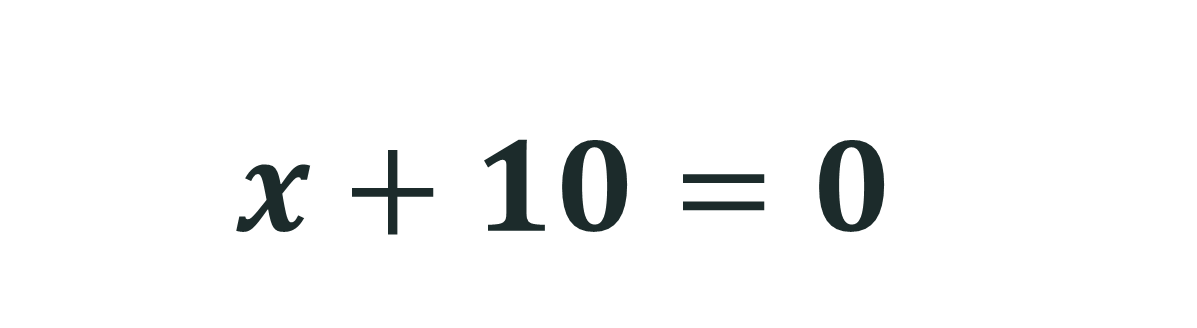 x + 10 = 0